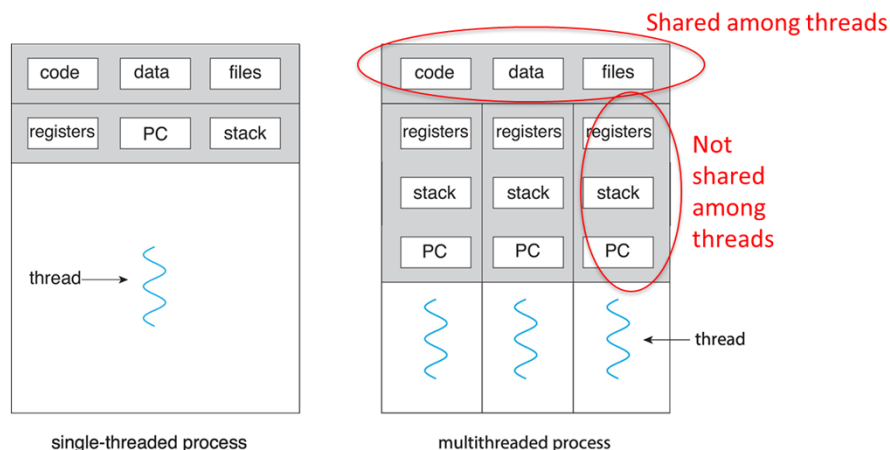 Shared among threads
code data files
code data files
registers PC stack
registers registers registers
Not
shared
among
threads
stack stack stack
PC PC PC
thread
thread
single-threaded process
multithreaded process